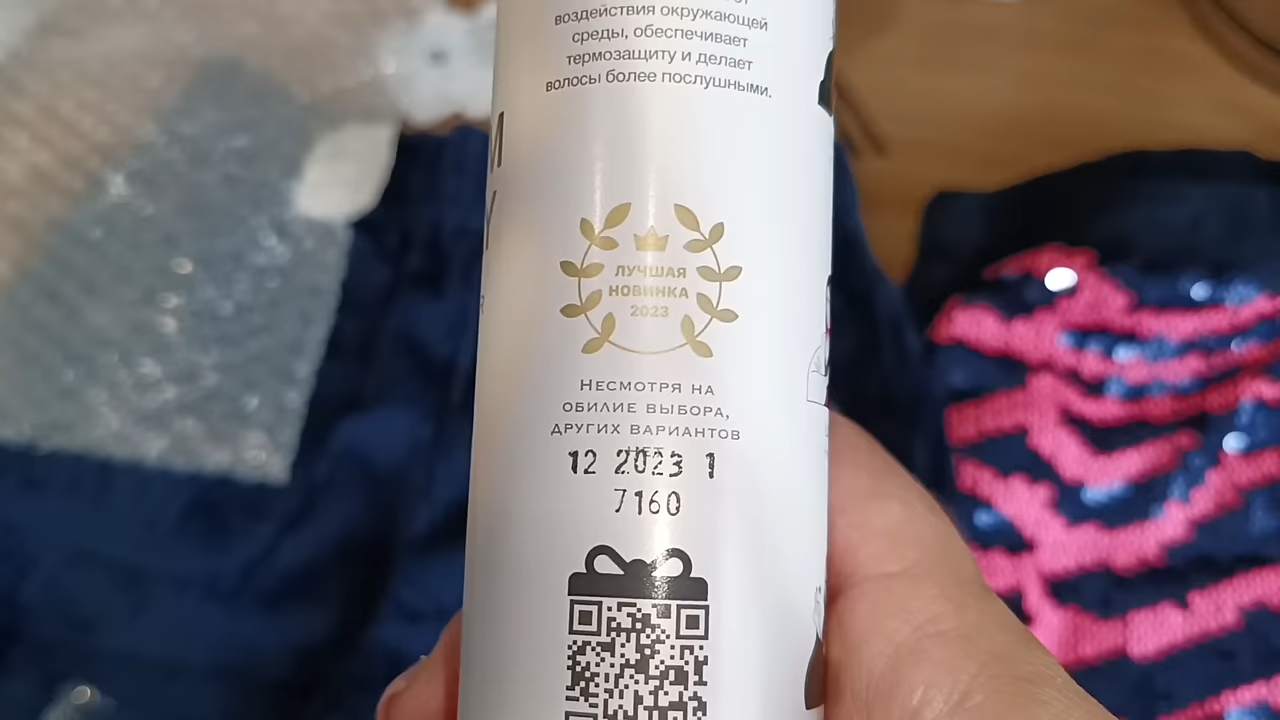 воздействия окружающей
среды, обеспечивает
термозащиту и делает
волосы более послушными.
ЛУЧШАЯ
НОВИНКА
2023
НЕСМОТРЯ НА
ОБИЛИЕ ВЫБОРА,
ДРУГИХ ВАРИАНТОВ
НЕТ
12 2023 1
7160